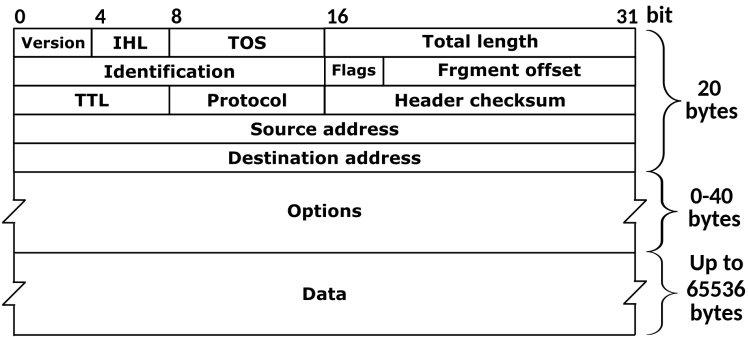 0 4 8 16 31 bit
Version IHL TOS Total length
Identification Flags Frgment offset
TTL Protocol Header checksum
Source address
Destination address
20
bytes
Options
0-40
bytes
Data
Up to
65536
bytes